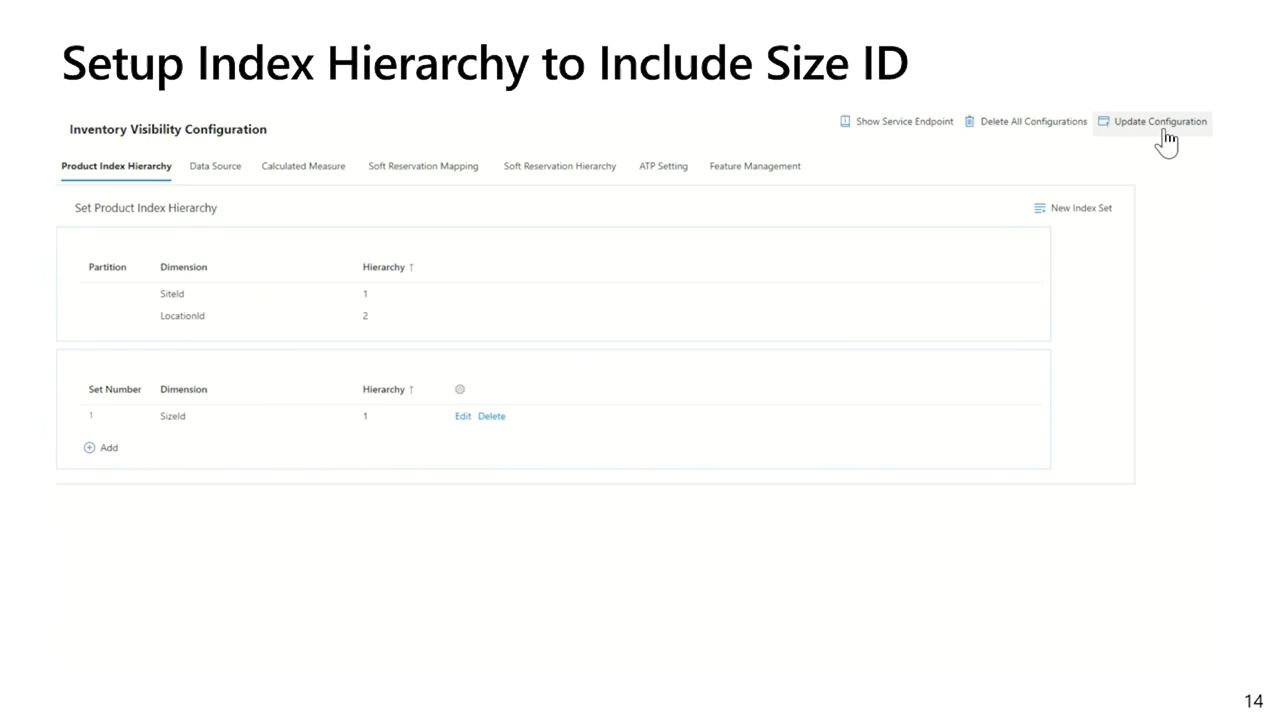 Setup Index Hierarchy to Include Size ID
Inventory Visibility Configuration
Show Service Endpoint Delete All Configurations Update Configuration
Product Index Hierarchy Data Source Calculated Measure Soft Reservation Mapping Soft Reservation Hierarchy ATP Setting Feature Management
Set Product Index Hierarchy New Index Set
Partition Dimension Hierarchy ↑
SiteId 1
LocationId 2
Set Number Dimension Hierarchy ↑
1 SizeId 1 Edit Delete
Add
14